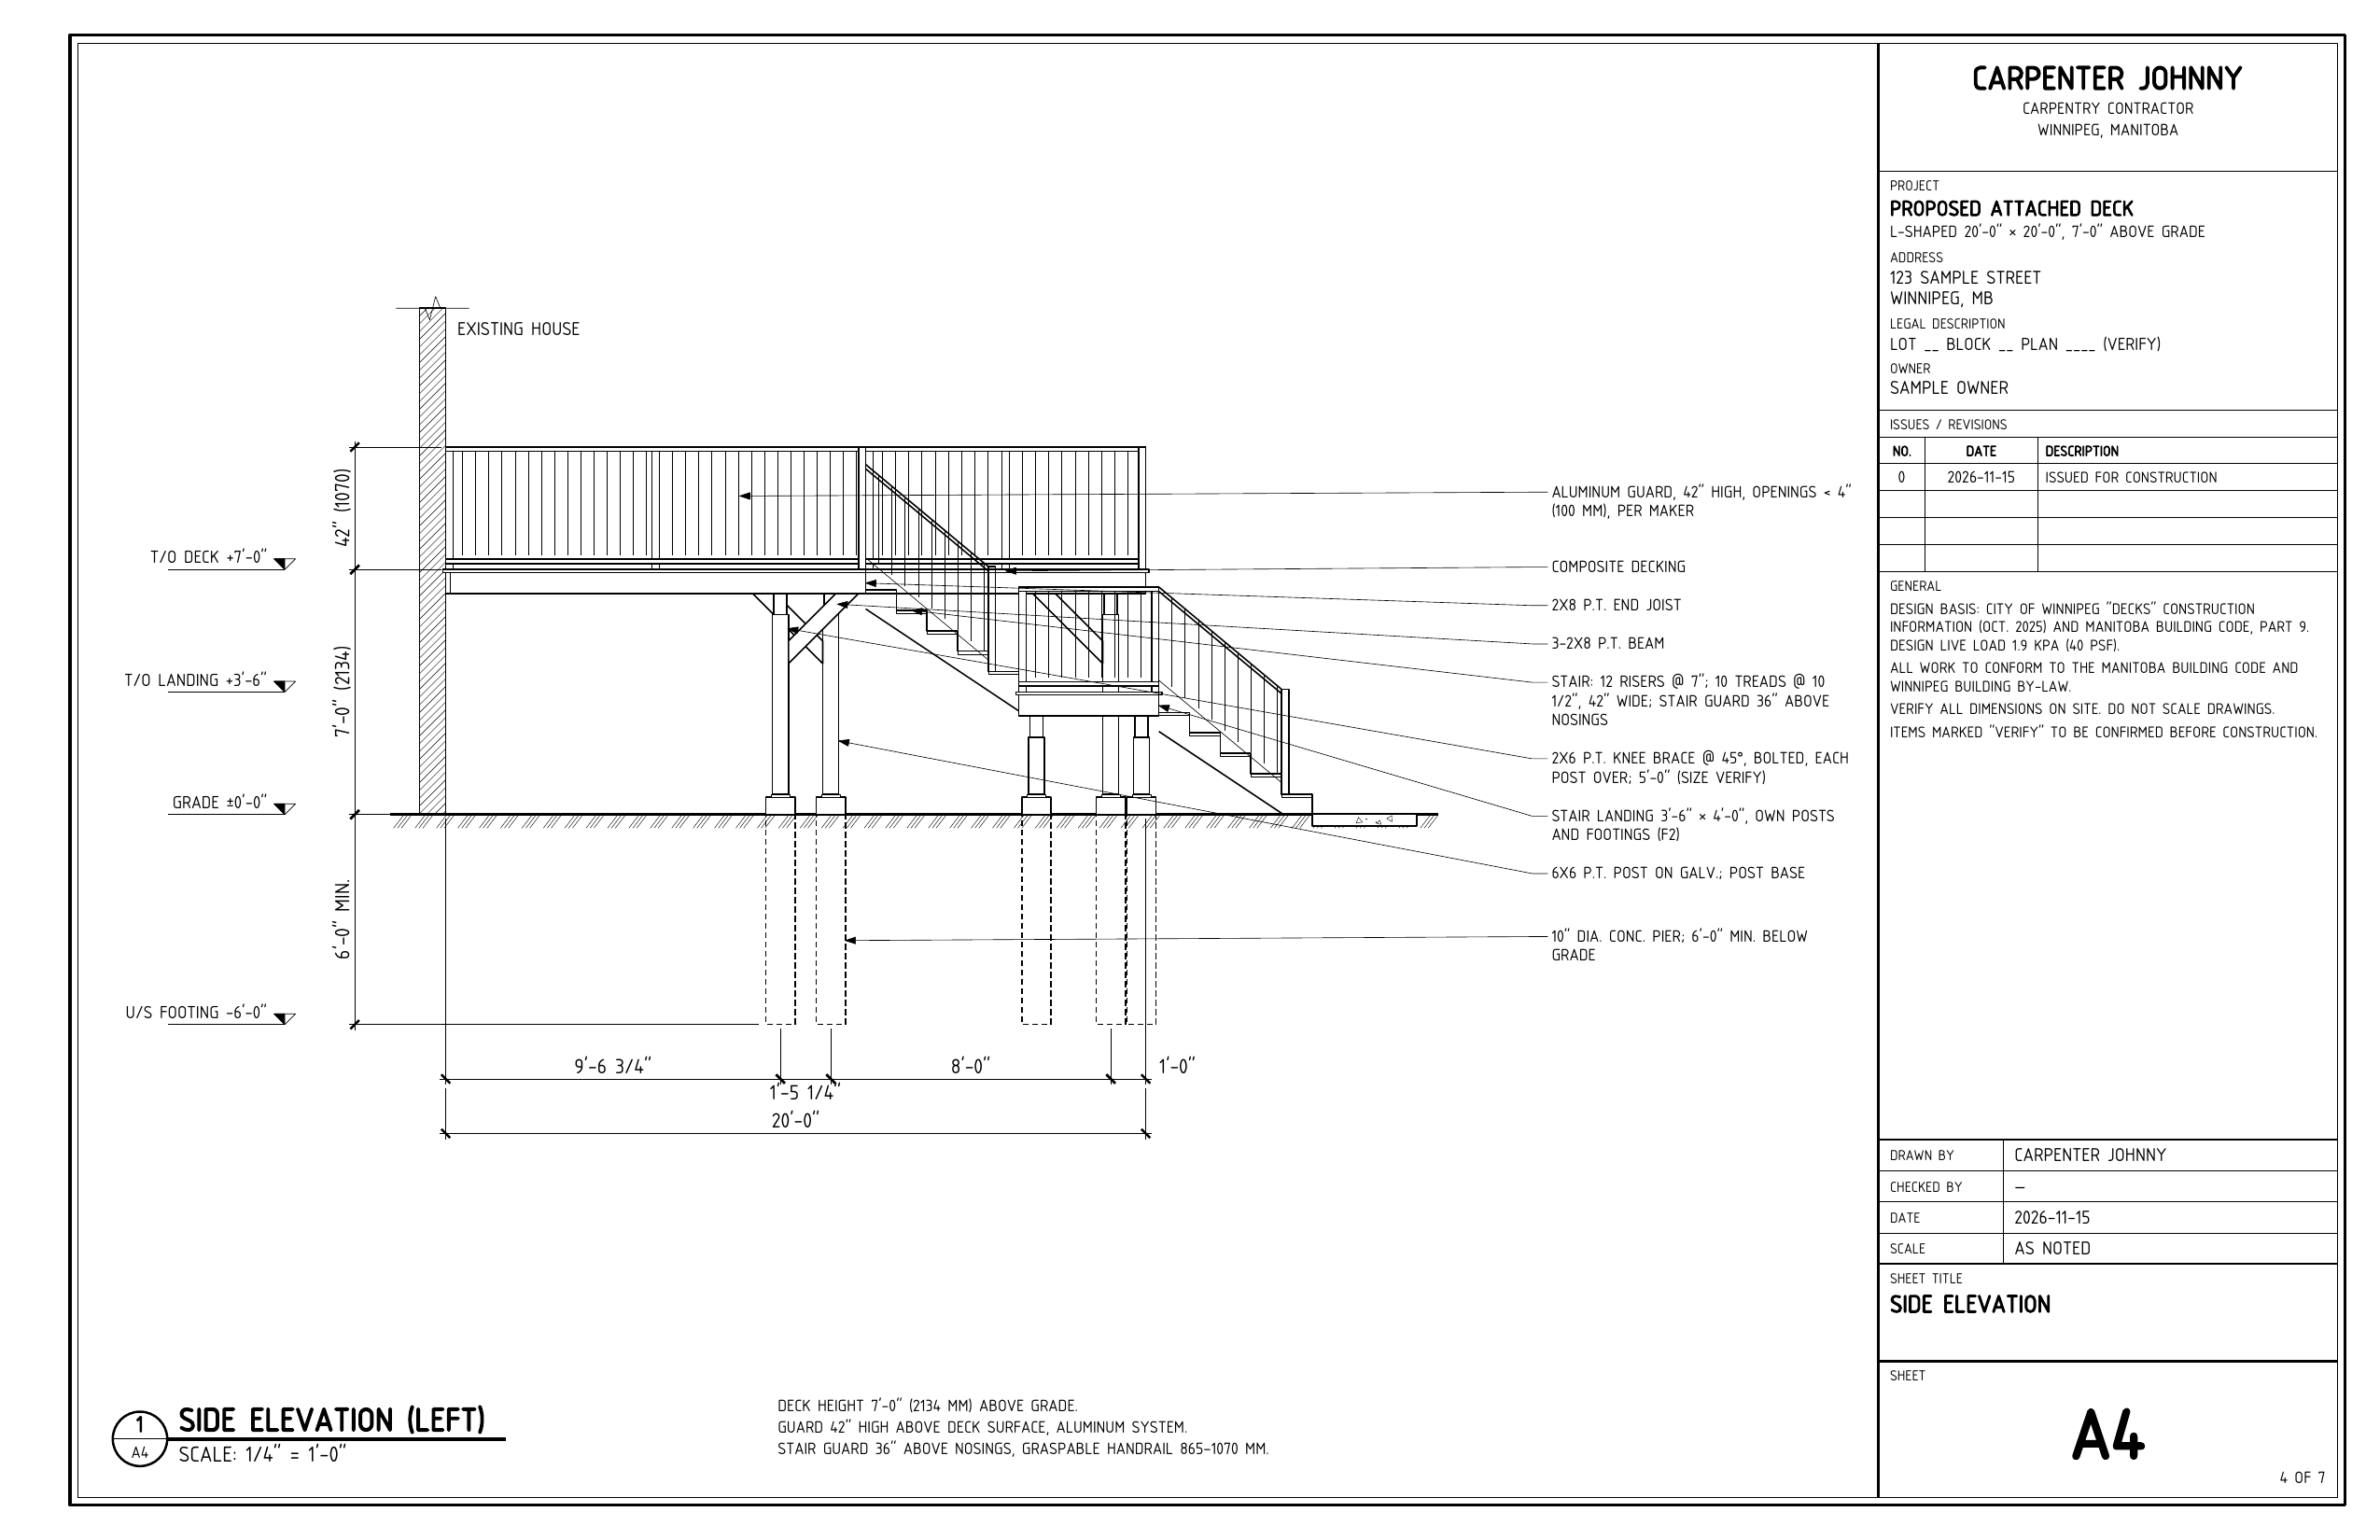 EXISTING HOUSE
42" (1070)
T/O DECK +7'-0"
7'-0" (2134)
T/O LANDING +3'-6"
GRADE ±0'-0"
6'-0" MIN.
U/S FOOTING -6'-0"
ALUMINUM GUARD, 42" HIGH, OPENINGS < 4"
(100 MM), PER MAKER
COMPOSITE DECKING
2X8 P.T. END JOIST
3-2X8 P.T. BEAM
STAIR: 12 RISERS @ 7"; 10 TREADS @ 10
1/2", 42" WIDE; STAIR GUARD 36" ABOVE
NOSINGS
2X6 P.T. KNEE BRACE @ 45°, BOLTED, EACH
POST OVER; 5'-0" (SIZE VERIFY)
STAIR LANDING 3'-6" × 4'-0", OWN POSTS
AND FOOTINGS (F2)
6X6 P.T. POST ON GALV.; POST BASE
10" DIA. CONC. PIER; 6'-0" MIN. BELOW
GRADE
9'-6 3/4"
8'-0"
1'-0"
1'-5 1/4"
20'-0"
1
A4
SIDE ELEVATION (LEFT)
SCALE: 1/4" = 1'-0"
DECK HEIGHT 7'-0" (2134 MM) ABOVE GRADE.
GUARD 42" HIGH ABOVE DECK SURFACE, ALUMINUM SYSTEM.
STAIR GUARD 36" ABOVE NOSINGS, GRASPABLE HANDRAIL 865-1070 MM.
CARPENTER JOHNNY
CARPENTRY CONTRACTOR
WINNIPEG, MANITOBA
PROJECT
PROPOSED ATTACHED DECK
L-SHAPED 20'-0" × 20'-0", 7'-0" ABOVE GRADE
ADDRESS
123 SAMPLE STREET
WINNIPEG, MB
LEGAL DESCRIPTION
LOT __ BLOCK __ PLAN ____ (VERIFY)
OWNER
SAMPLE OWNER
ISSUES / REVISIONS
NO. DATE DESCRIPTION
0 2026-11-15 ISSUED FOR CONSTRUCTION
GENERAL
DESIGN BASIS: CITY OF WINNIPEG "DECKS" CONSTRUCTION
INFORMATION (OCT. 2025) AND MANITOBA BUILDING CODE, PART 9.
DESIGN LIVE LOAD 1.9 KPA (40 PSF).
ALL WORK TO CONFORM TO THE MANITOBA BUILDING CODE AND
WINNIPEG BUILDING BY-LAW.
VERIFY ALL DIMENSIONS ON SITE. DO NOT SCALE DRAWINGS.
ITEMS MARKED "VERIFY" TO BE CONFIRMED BEFORE CONSTRUCTION.
DRAWN BY CARPENTER JOHNNY
CHECKED BY —
DATE 2026-11-15
SCALE AS NOTED
SHEET TITLE
SIDE ELEVATION
SHEET
A4
4 OF 7